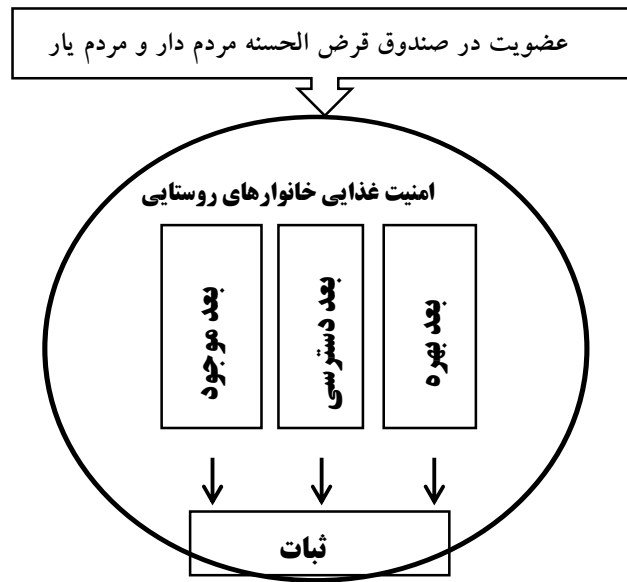 عضویت در صندوق قرض الحسنه مردم دار و مردم یار
امنیت غذایی خانوارهای روستایی
بعد بهره
بعد دسترسی
بعد موجود
ثبات